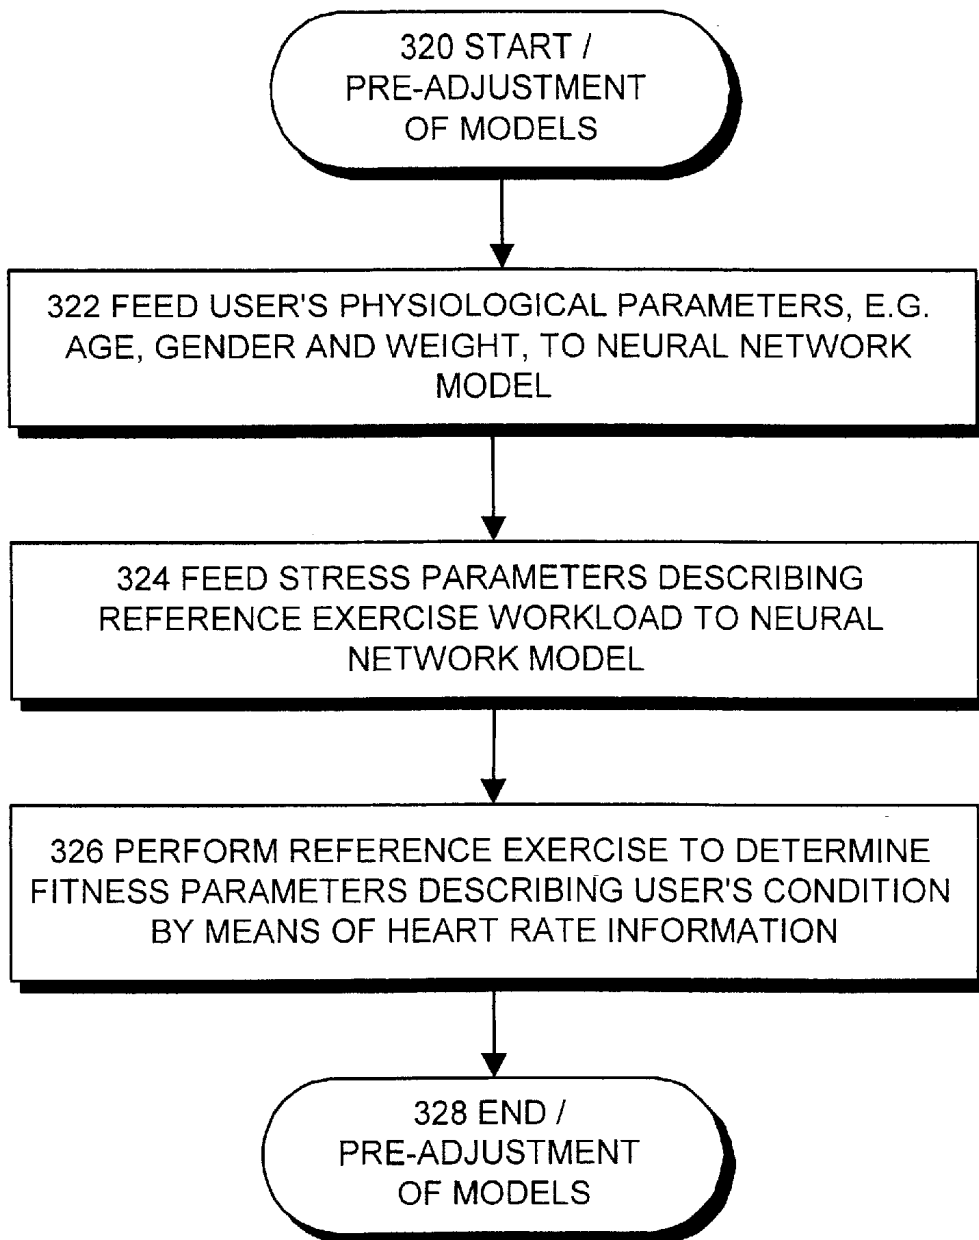 320 START /
PRE-ADJUSTMENT
OF MODELS
322 FEED USER'S PHYSIOLOGICAL PARAMETERS, E.G.
AGE, GENDER AND WEIGHT, TO NEURAL NETWORK
MODEL
324 FEED STRESS PARAMETERS DESCRIBING
REFERENCE EXERCISE WORKLOAD TO NEURAL
NETWORK MODEL
326 PERFORM REFERENCE EXERCISE TO DETERMINE
FITNESS PARAMETERS DESCRIBING USER'S CONDITION
BY MEANS OF HEART RATE INFORMATION
328 END /
PRE-ADJUSTMENT
OF MODELS